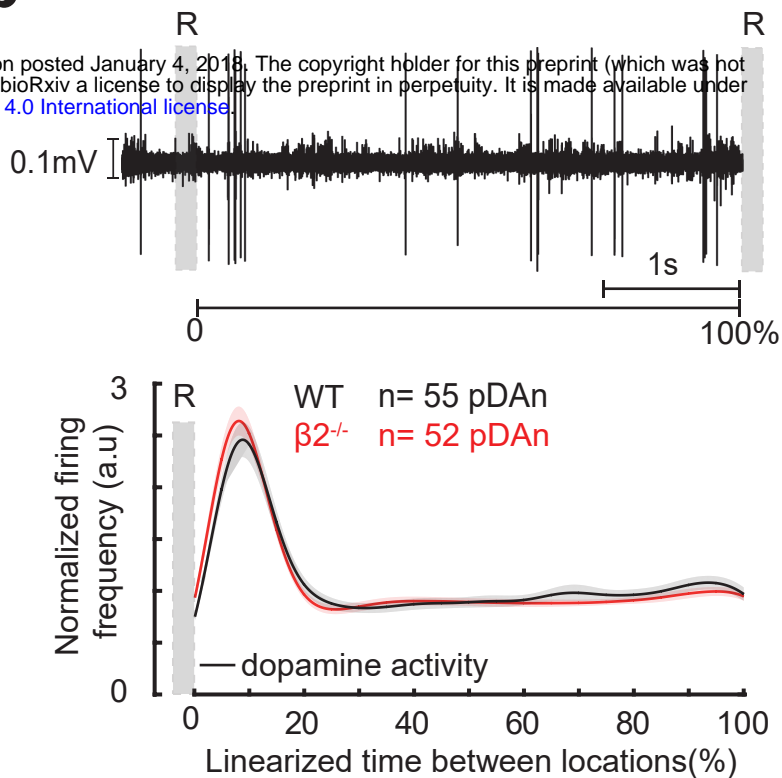 R R
on posted January 4, 2018. The copyright holder for this preprint (which was not
bioRxiv a license to display the preprint in perpetuity. It is made available under
4.0 International license.
0.1mV
1s
0 100%
3
R
WT n= 55 pDAn
β2-/- n= 52 pDAn
Normalized firing
frequency (a.u)
dopamine activity
0
0 20 40 60 80 100
Linearized time between locations(%)